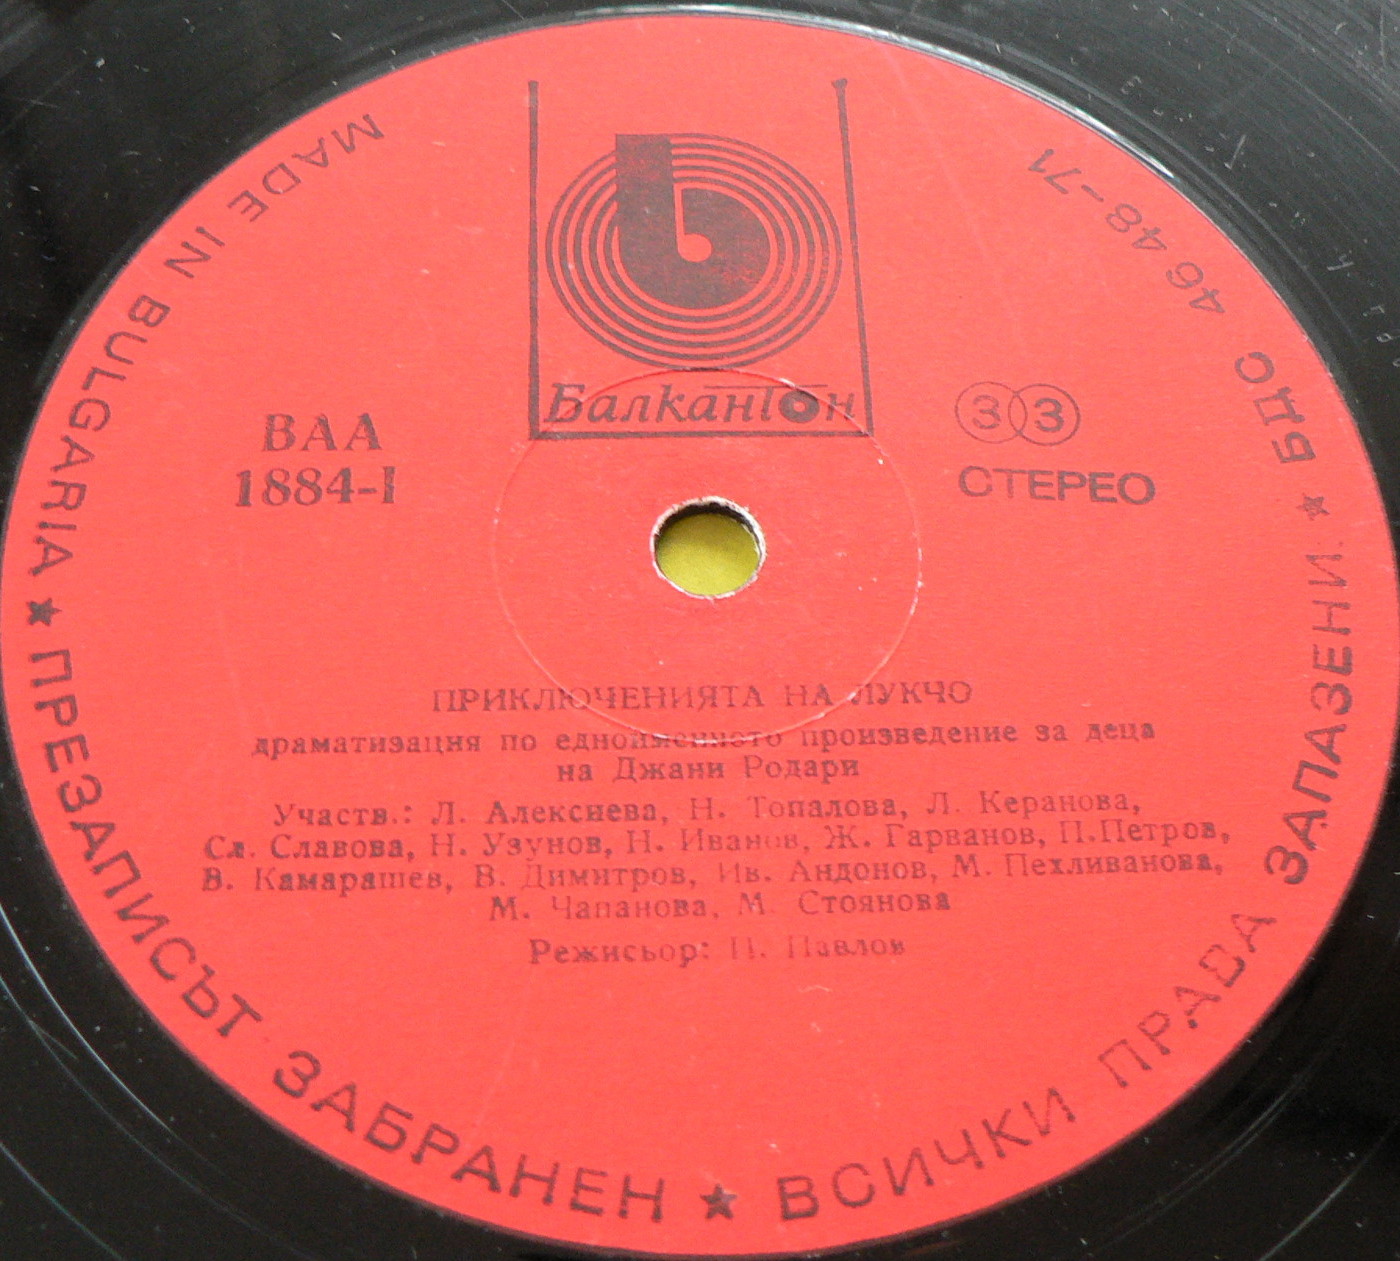 Балкантон
ВАА
1884-I
33
СТЕРЕО
ПРИКЛЮЧЕНИЯТА НА ЛУКЧО
драматизация по едноименното произведение за деца
на Джани Родари
Участв.: Л. Алексиева, Н. Топалова, Л. Керанова,
Сл. Славова, Н. Узунов, Н. Иванов, Ж. Гарванов, П.Петров,
В. Камарашев, В. Димитров, Ив. Андонов, М. Пехливанова,
М. Чапанова, М. Стоянова
Режисьор: П. Павлов
MADE IN BULGARIA ★ ПРЕЗАПИСЪТ ЗАБРАНЕН ★ ВСИЧКИ ПРАВА ЗАПАЗЕНИ ★ БДС 4648-71